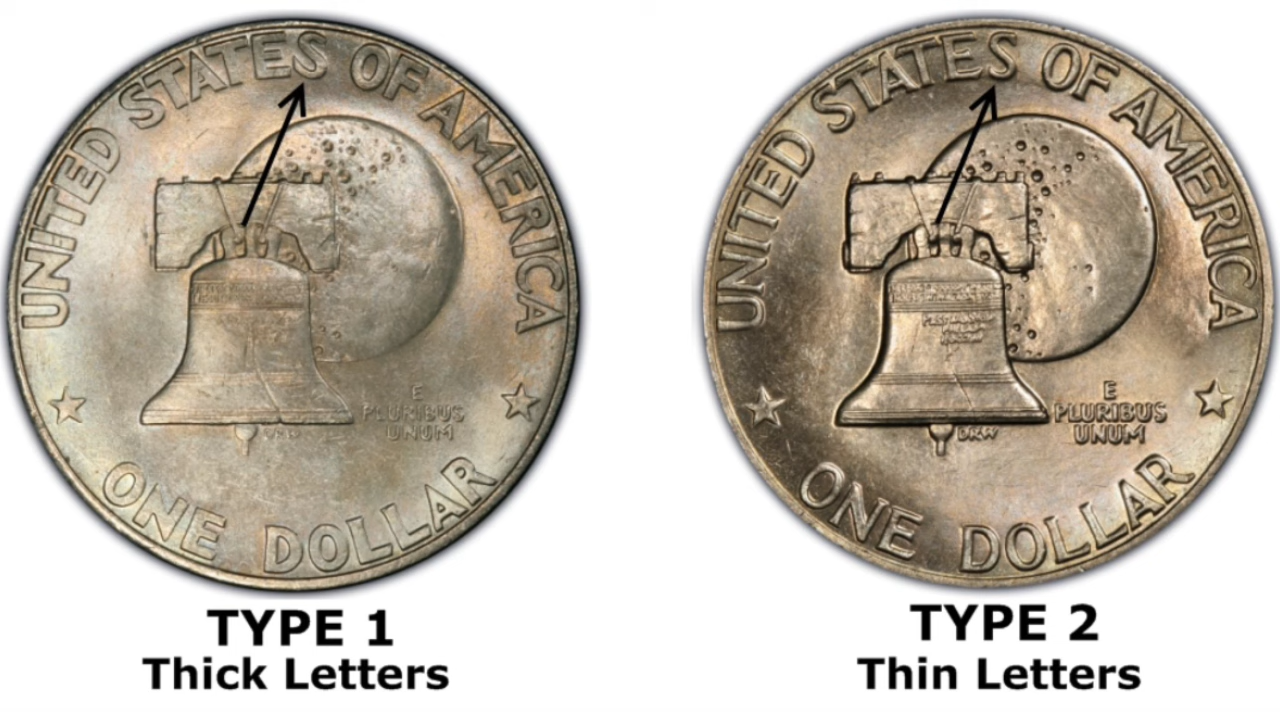 UNITED STATES OF AMERICA
E
PLURIBUS
UNUM
ONE DOLLAR
TYPE 1
Thick Letters
UNITED STATES OF AMERICA
E
PLURIBUS
UNUM
DRW
ONE DOLLAR
TYPE 2
Thin Letters